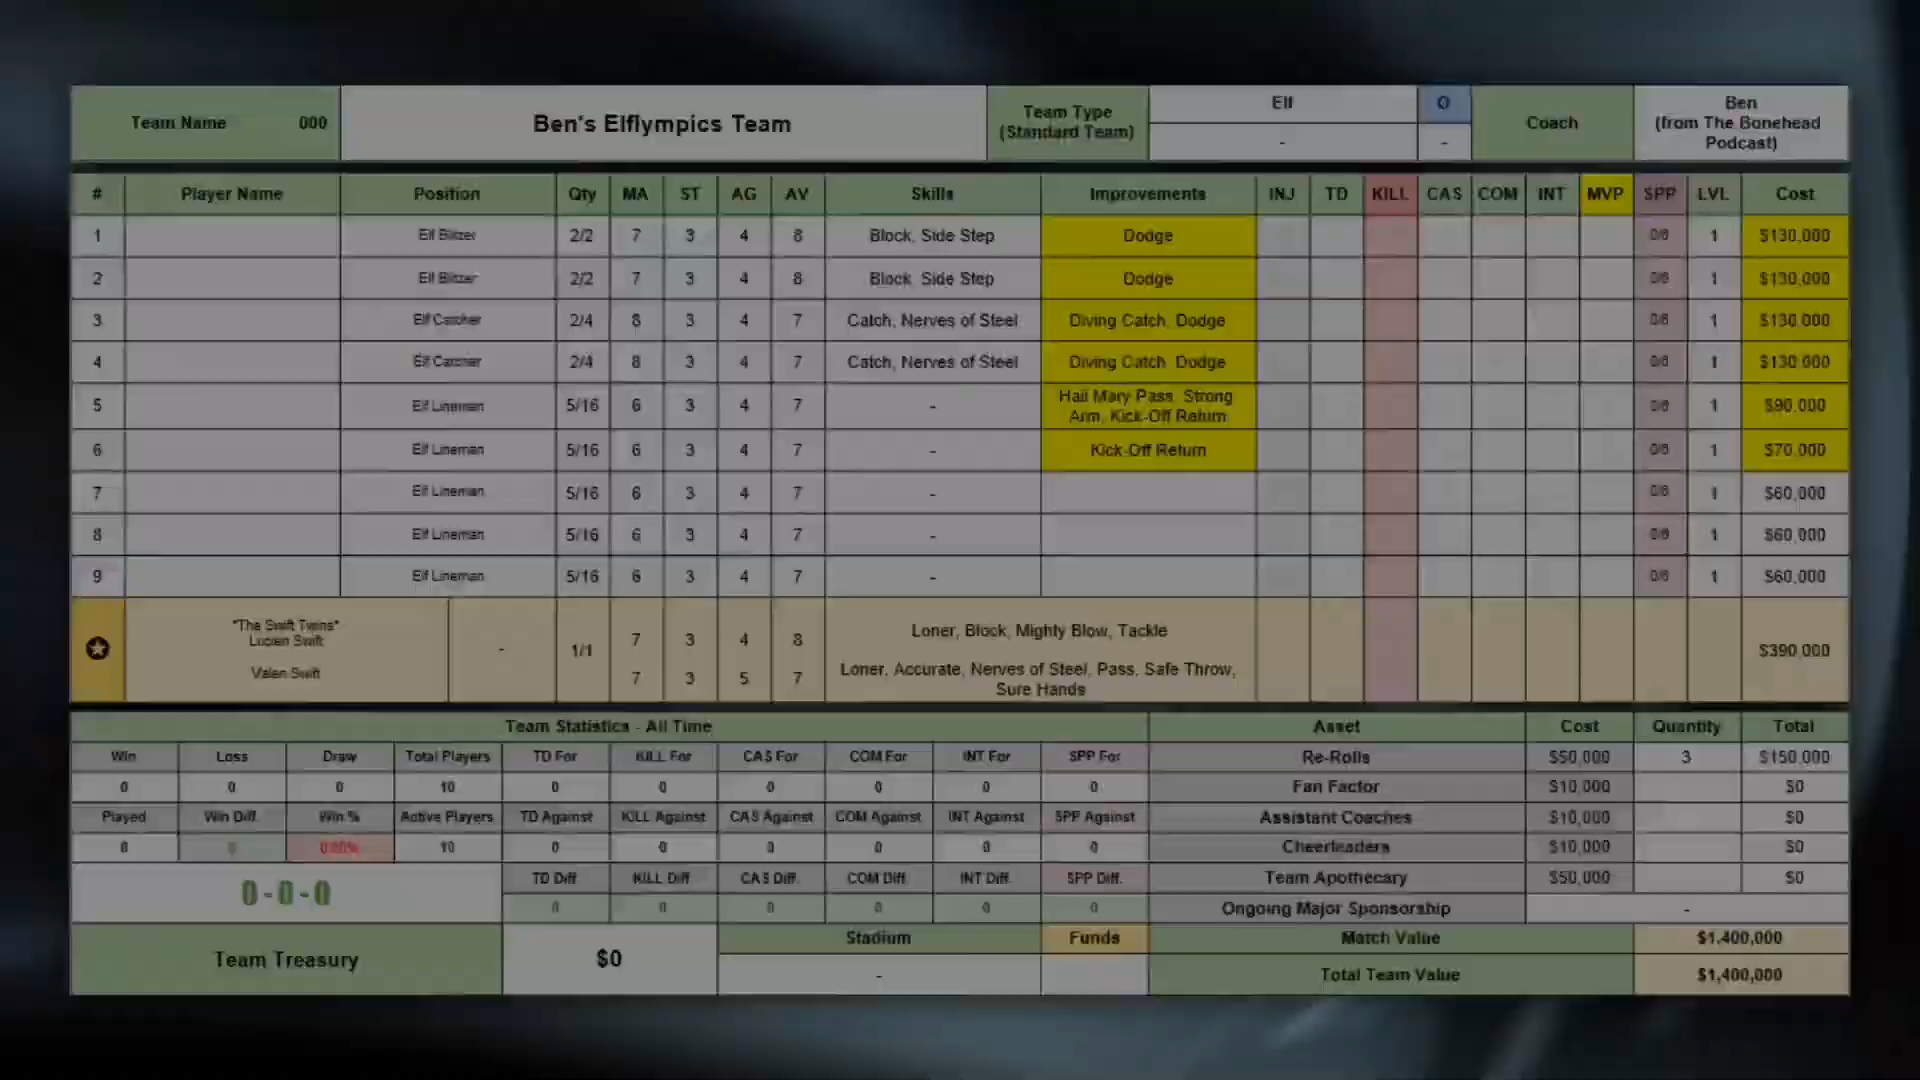 Team Name 000 Ben's Elflympics Team Team Type (Standard Team) Elf 0 Coach Ben (from The Bonehead Podcast)
- -
# Player Name Position Qty MA ST AG AV Skills Improvements INJ TD KILL CAS COM INT MVP SPP LVL Cost
1 Elf Blitzer 2/2 7 3 4 8 Block, Side Step Dodge 0/6 1 $130,000
2 Elf Blitzer 2/2 7 3 4 8 Block, Side Step Dodge 0/6 1 $130,000
3 Elf Catcher 2/4 8 3 4 7 Catch, Nerves of Steel Diving Catch, Dodge 0/6 1 $130,000
4 Elf Catcher 2/4 8 3 4 7 Catch, Nerves of Steel Diving Catch, Dodge 0/6 1 $130,000
5 Elf Lineman 5/16 6 3 4 7 - Hail Mary Pass, Strong Arm, Kick-Off Return 0/6 1 $90,000
6 Elf Lineman 5/16 6 3 4 7 - Kick-Off Return 0/6 1 $70,000
7 Elf Lineman 5/16 6 3 4 7 - 0/6 1 $60,000
8 Elf Lineman 5/16 6 3 4 7 - 0/6 1 $60,000
9 Elf Lineman 5/16 6 3 4 7 - 0/6 1 $60,000
"The Swift Twins"
Lucien Swift - 1/1 7 3 4 8 Loner, Block, Mighty Blow, Tackle $390,000
Valen Swift 7 3 5 7 Loner, Accurate, Nerves of Steel, Pass, Safe Throw, Sure Hands
Team Statistics - All Time Asset Cost Quantity Total
Win Loss Draw Total Players TD For KILL For CAS For COM For INT For SPP For Re-Rolls $50,000 3 $150,000
0 0 0 10 0 0 0 0 0 0 Fan Factor $10,000 $0
Played Win Diff. Win % Active Players TD Against KILL Against CAS Against COM Against INT Against SPP Against Assistant Coaches $10,000 $0
0 0 0.00% 10 0 0 0 0 0 0 Cheerleaders $10,000 $0
0 - 0 - 0 TD Diff. KILL Diff. CAS Diff. COM Diff. INT Diff. SPP Diff. Team Apothecary $50,000 $0
0 0 0 0 0 0 Ongoing Major Sponsorship -
Team Treasury $0 Stadium Funds Match Value $1,400,000
- Total Team Value $1,400,000